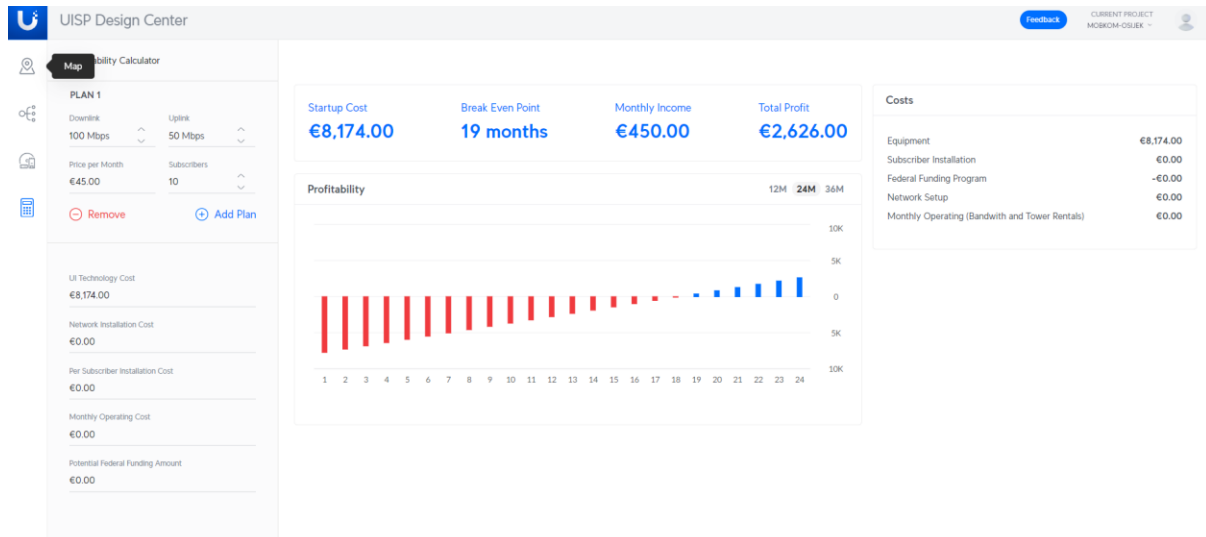 UISP Design Center
Feedback
CURRENT PROJECT
MOBKOM-OSIJEK
Map
ability Calculator
PLAN 1
Downlink
Uplink
100 Mbps
50 Mbps
Price per Month
Subscribers
€45.00
10
Remove
Add Plan
UI Technology Cost
€8,174.00
Network Installation Cost
€0.00
Per Subscriber Installation Cost
€0.00
Monthly Operating Cost
€0.00
Potential Federal Funding Amount
€0.00
Startup Cost
€8,174.00
Break Even Point
19 months
Monthly Income
€450.00
Total Profit
€2,626.00
Profitability
12M 24M 36M
10K
5K
0
5K
10K
1 2 3 4 5 6 7 8 9 10 11 12 13 14 15 16 17 18 19 20 21 22 23 24
Costs
Equipment €8,174.00
Subscriber Installation €0.00
Federal Funding Program -€0.00
Network Setup €0.00
Monthly Operating (Bandwith and Tower Rentals) €0.00